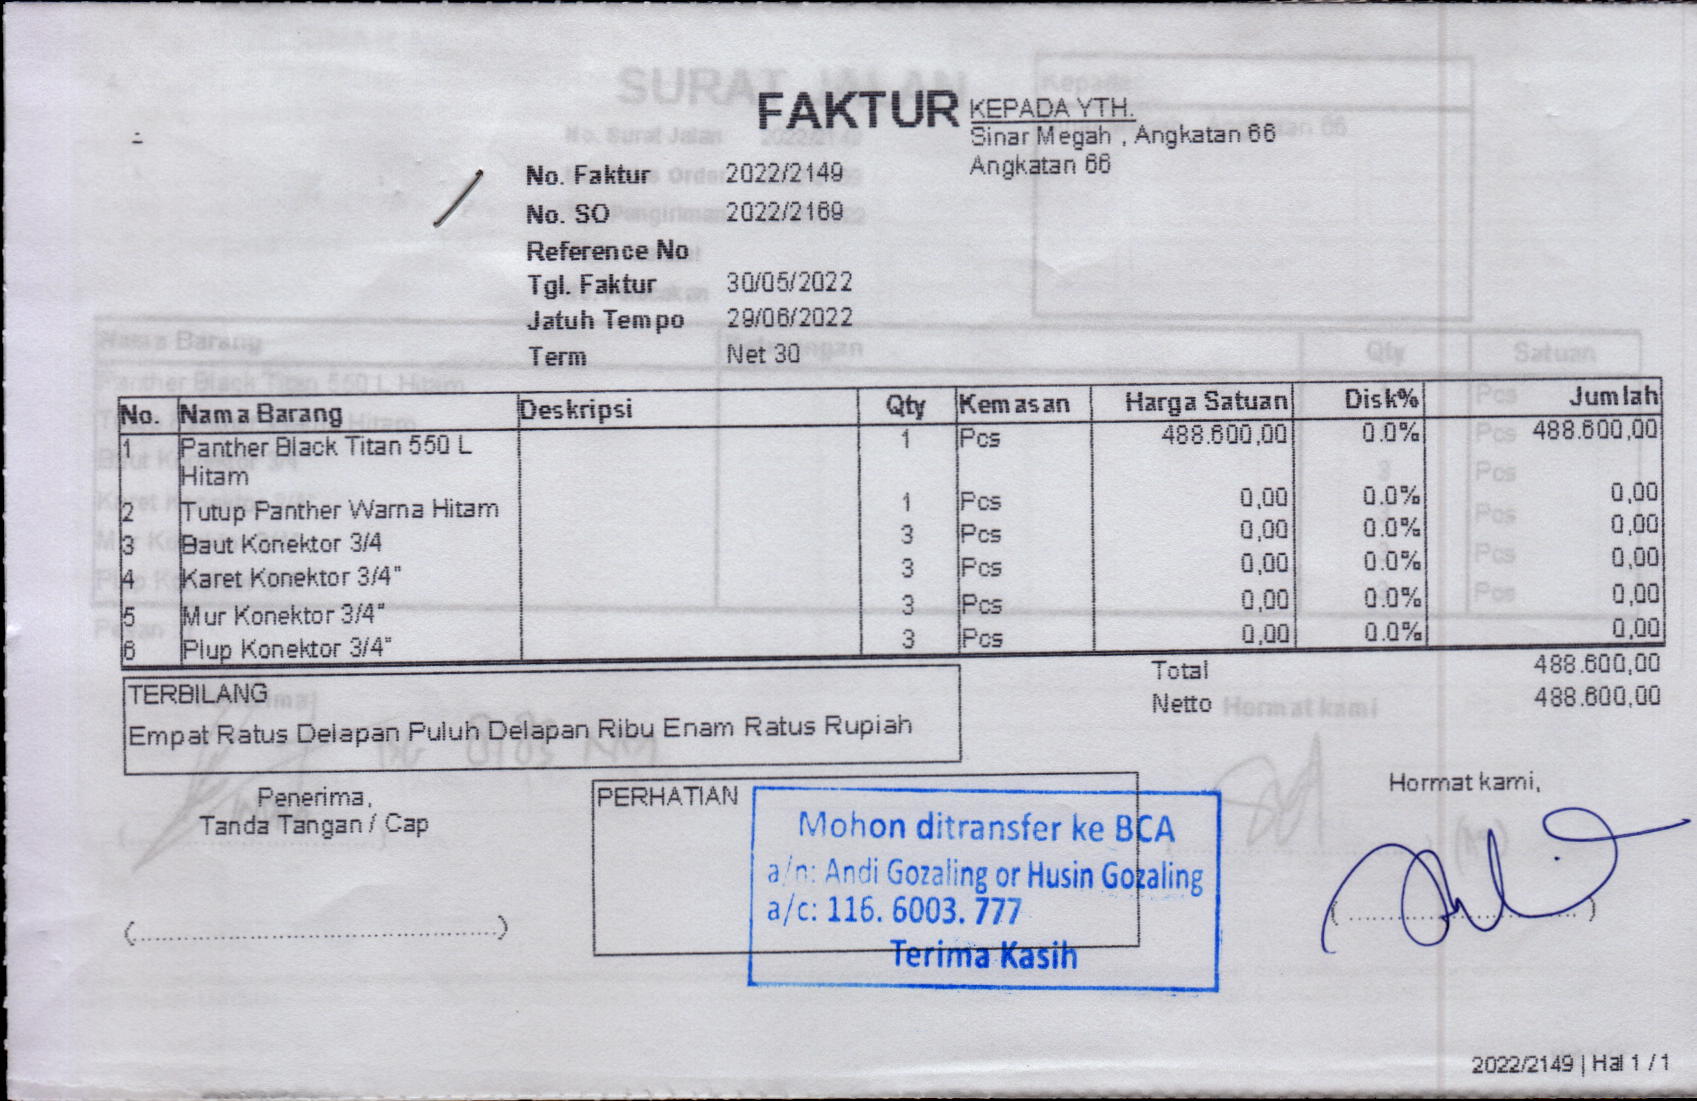 FAKTUR
KEPADA YTH.
Sinar Megah , Angkatan 66
Angkatan 66
No. Faktur 2022/2149
No. SO 2022/2169
Reference No
Tgl. Faktur 30/05/2022
Jatuh Tempo 29/06/2022
Term Net 30
No. Nama Barang Deskripsi Qty Kemasan Harga Satuan Disk% Jumlah
1 Panther Black Titan 550 L 1 Pcs 488.600,00 0.0% 488.600,00
Hitam
2 Tutup Panther Warna Hitam 1 Pcs 0,00 0.0% 0,00
3 Baut Konektor 3/4 3 Pcs 0,00 0.0% 0,00
4 Karet Konektor 3/4" 3 Pcs 0,00 0.0% 0,00
5 Mur Konektor 3/4" 3 Pcs 0,00 0.0% 0,00
6 Plup Konektor 3/4" 3 Pcs 0,00 0.0% 0,00
Total 488.600,00
Netto 488.600,00
TERBILANG
Empat Ratus Delapan Puluh Delapan Ribu Enam Ratus Rupiah
Penerima,
Tanda Tangan / Cap
PERHATIAN
Mohon ditransfer ke BCA
a/n: Andi Gozaling or Husin Gozaling
a/c: 116. 6003. 777
Terima Kasih
Hormat kami,
2022/2149 | Hal 1 / 1